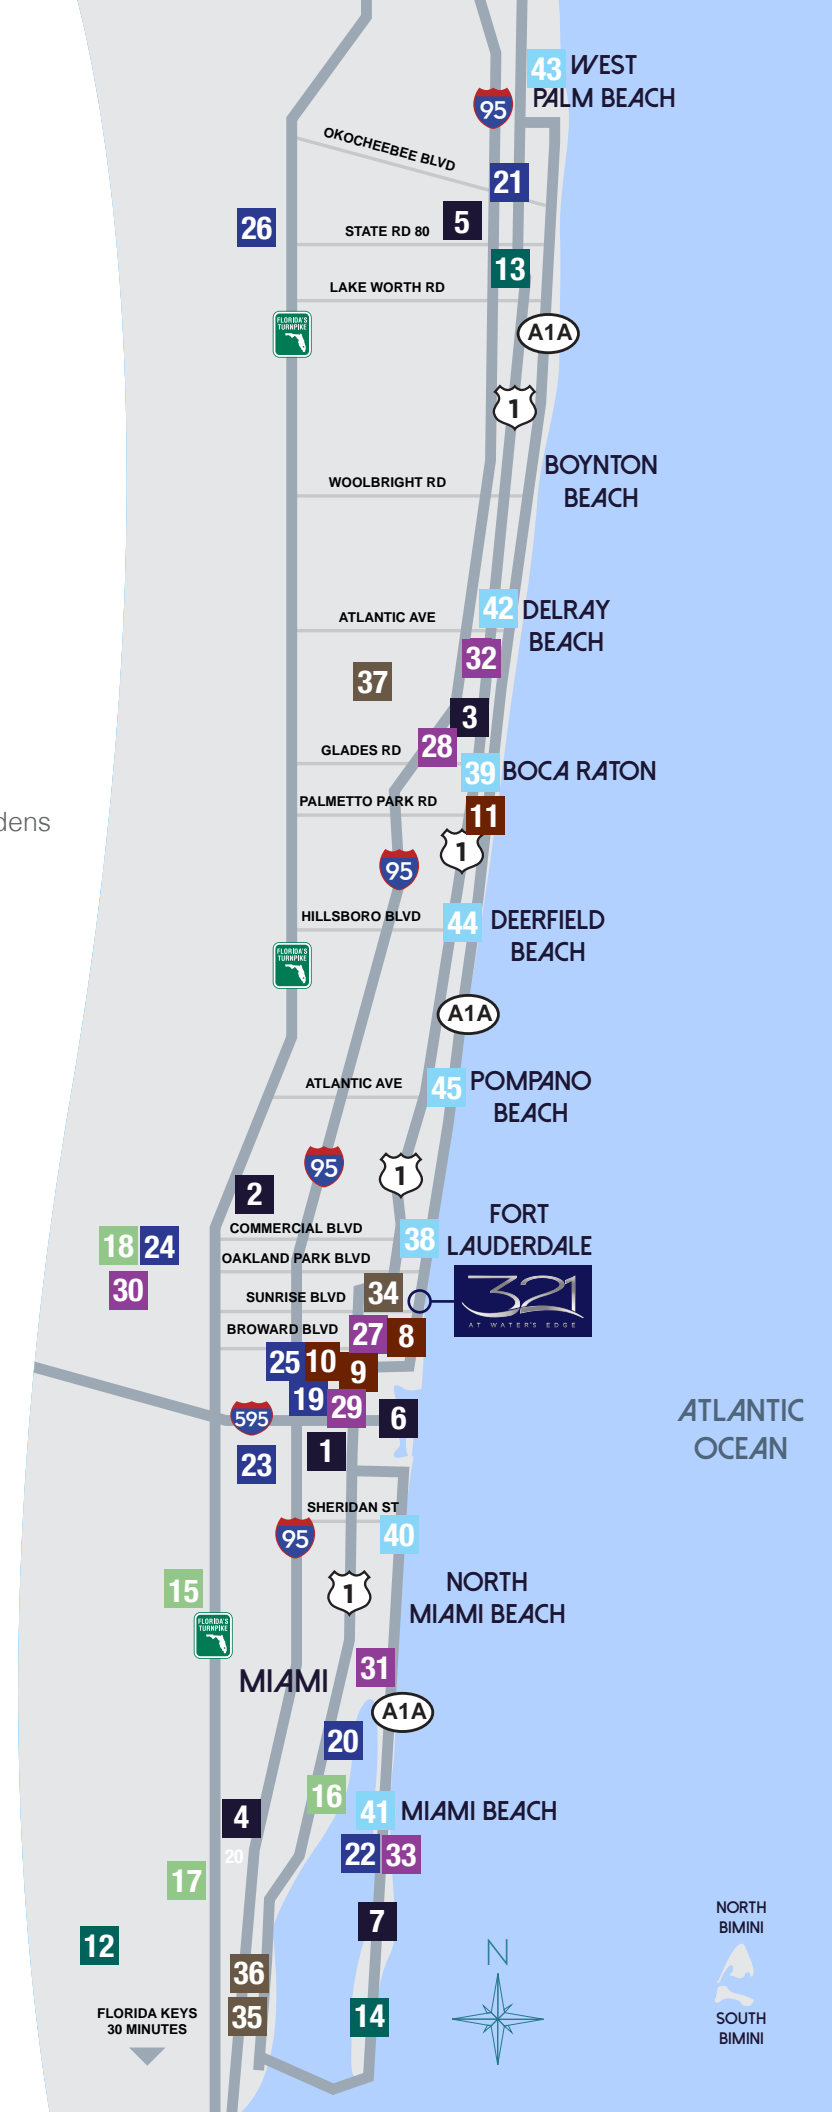 43 WEST
PALM BEACH
95
OKOCHEEBEE BLVD
21
5
26
STATE RD 80
13
LAKE WORTH RD
FLORIDA'S
TURNPIKE
A1A
1
BOYNTON
BEACH
WOOLBRIGHT RD
42 DELRAY
BEACH
ATLANTIC AVE
32
37
3
28
GLADES RD
39 BOCA RATON
PALMETTO PARK RD
11
1
95
HILLSBORO BLVD
44 DEERFIELD
BEACH
dens
FLORIDA'S
TURNPIKE
A1A
ATLANTIC AVE
45 POMPANO
BEACH
95
1
2
COMMERCIAL BLVD
38
FORT
LAUDERDALE
18 24
30
OAKLAND PARK BLVD
SUNRISE BLVD
34
321
AT WATER'S EDGE
BROWARD BLVD
27 8
25 10 9
19 29
595
6
ATLANTIC
OCEAN
23
1
SHERIDAN ST
95
40
15
1
NORTH
MIAMI BEACH
FLORIDA'S
TURNPIKE
31
MIAMI
A1A
20
16
41 MIAMI BEACH
4
20
22 33
17
7
12
36
35
14
N
NORTH
BIMINI
SOUTH
BIMINI
FLORIDA KEYS
30 MINUTES